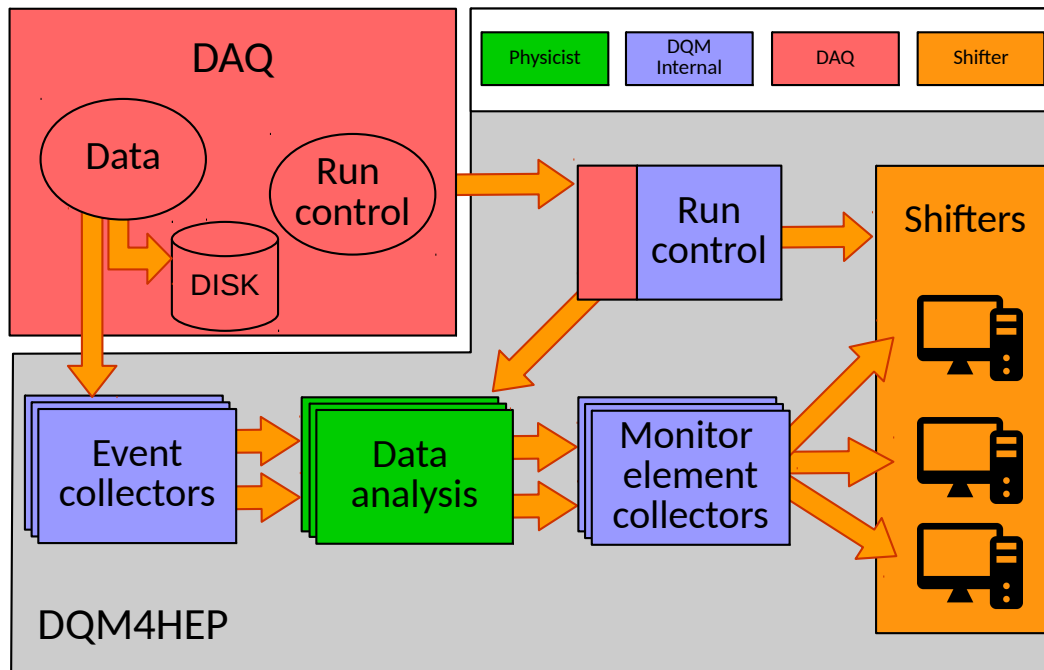 DAQ
Physicist
DQM
Internal
DAQ
Shifter
Data
Run
control
DISK
Run
control
Shifters
Event
collectors
Data
analysis
Monitor
element
collectors
DQM4HEP